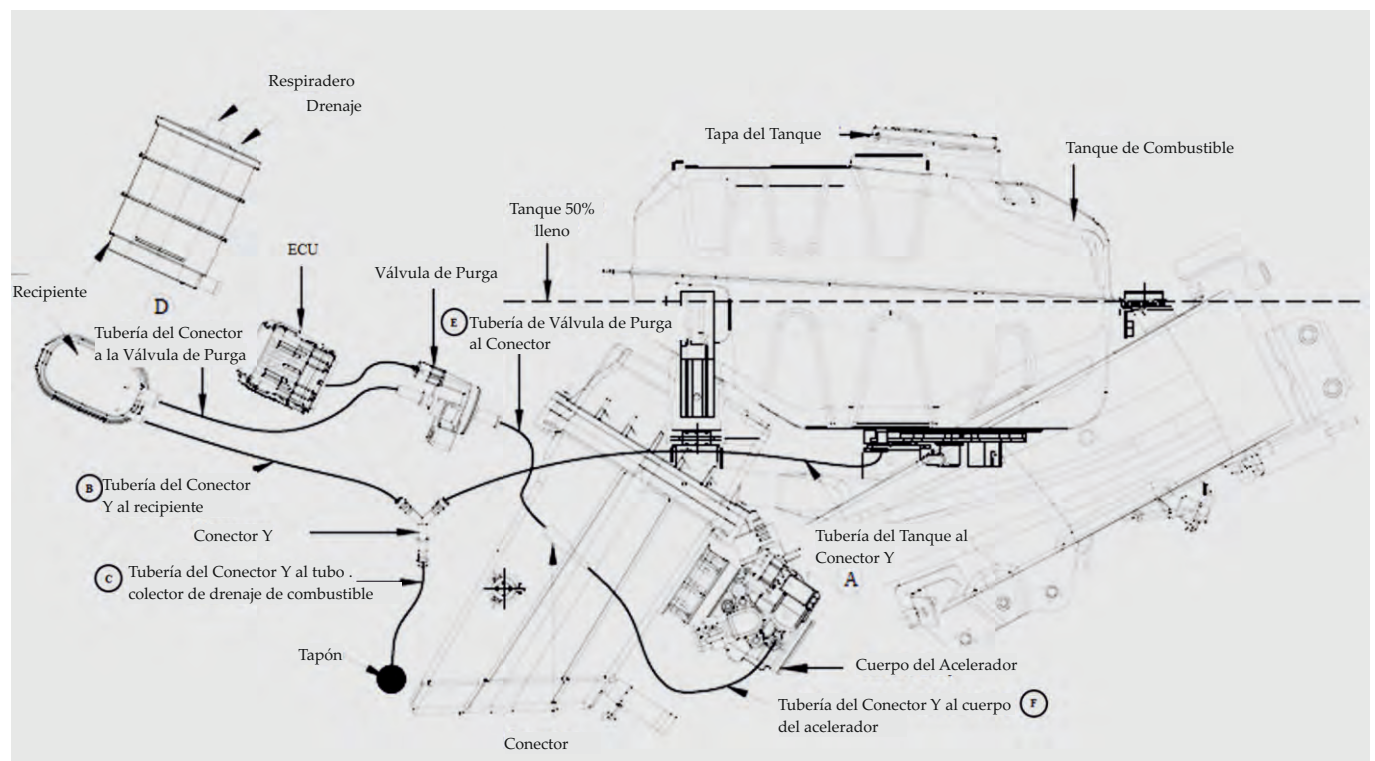 Respiradero
Drenaje
Tapa del Tanque
Tanque de Combustible
Tanque 50%
lleno
ECU
Válvula de Purga
Recipiente
D
Tubería del Conector
a la Válvula de Purga
E Tubería de Válvula de Purga
al Conector
B Tubería del Conector
Y al recipiente
Conector Y
Tubería del Tanque al
Conector Y
A
C Tubería del Conector Y al tubo .
colector de drenaje de combustible
Tapón
Cuerpo del Acelerador
Tubería del Conector Y al cuerpo F
del acelerador
Conector